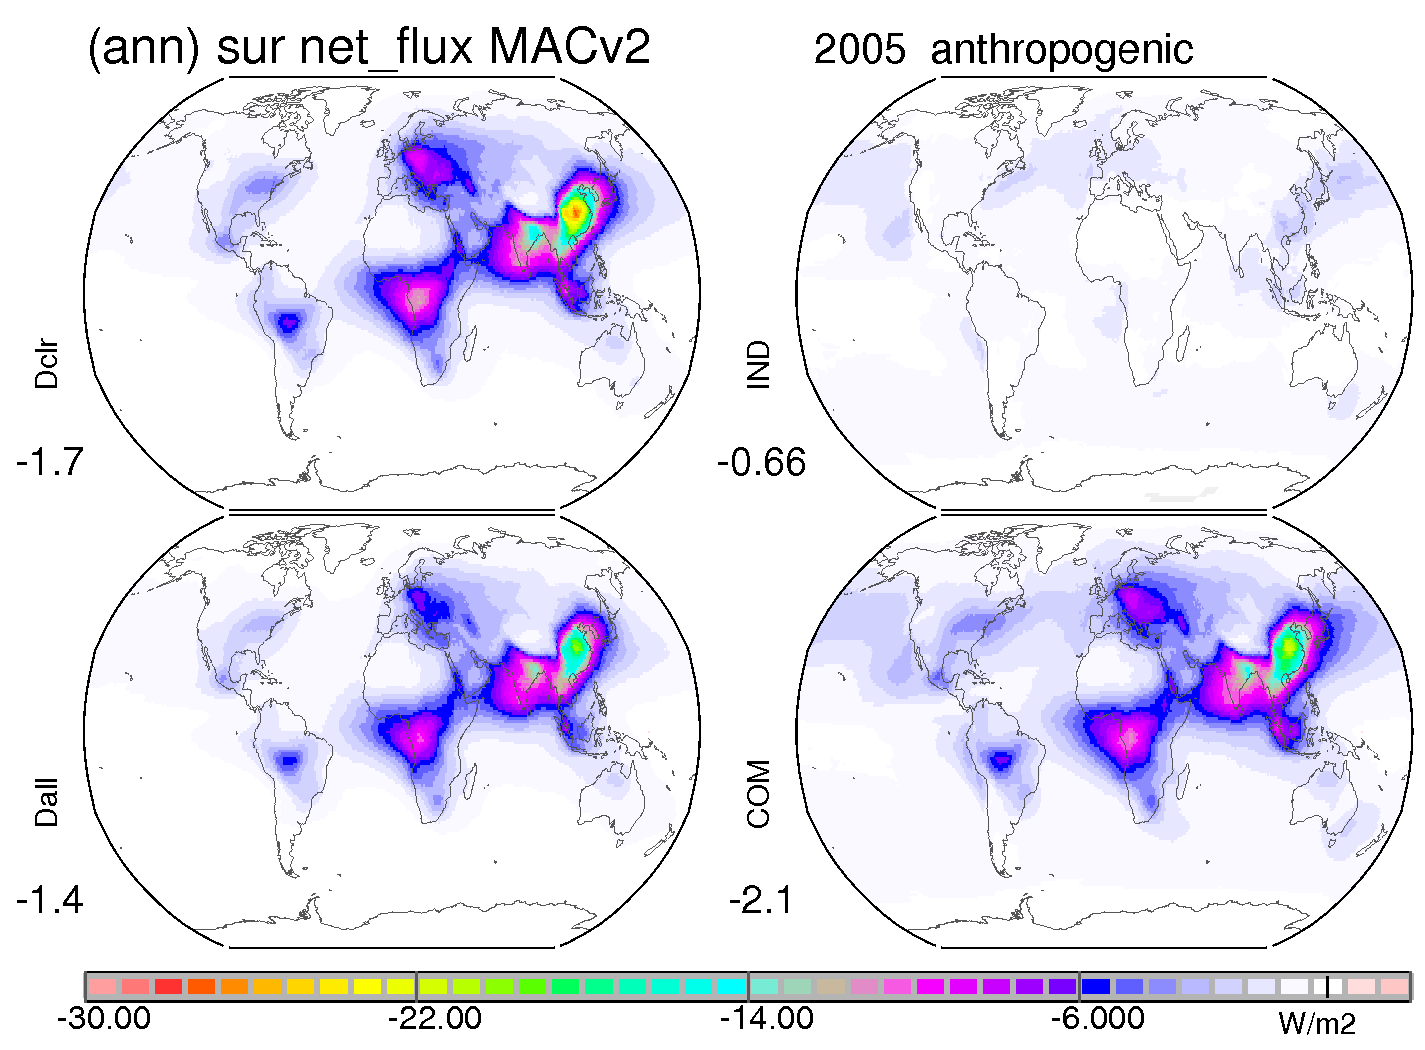 (ann) sur net_flux MACv2
2005 anthropogenic
Dclr
-1.7
IND
-0.66
Dall
-1.4
COM
-2.1
-30.00 -22.00 -14.00 -6.000 W/m2